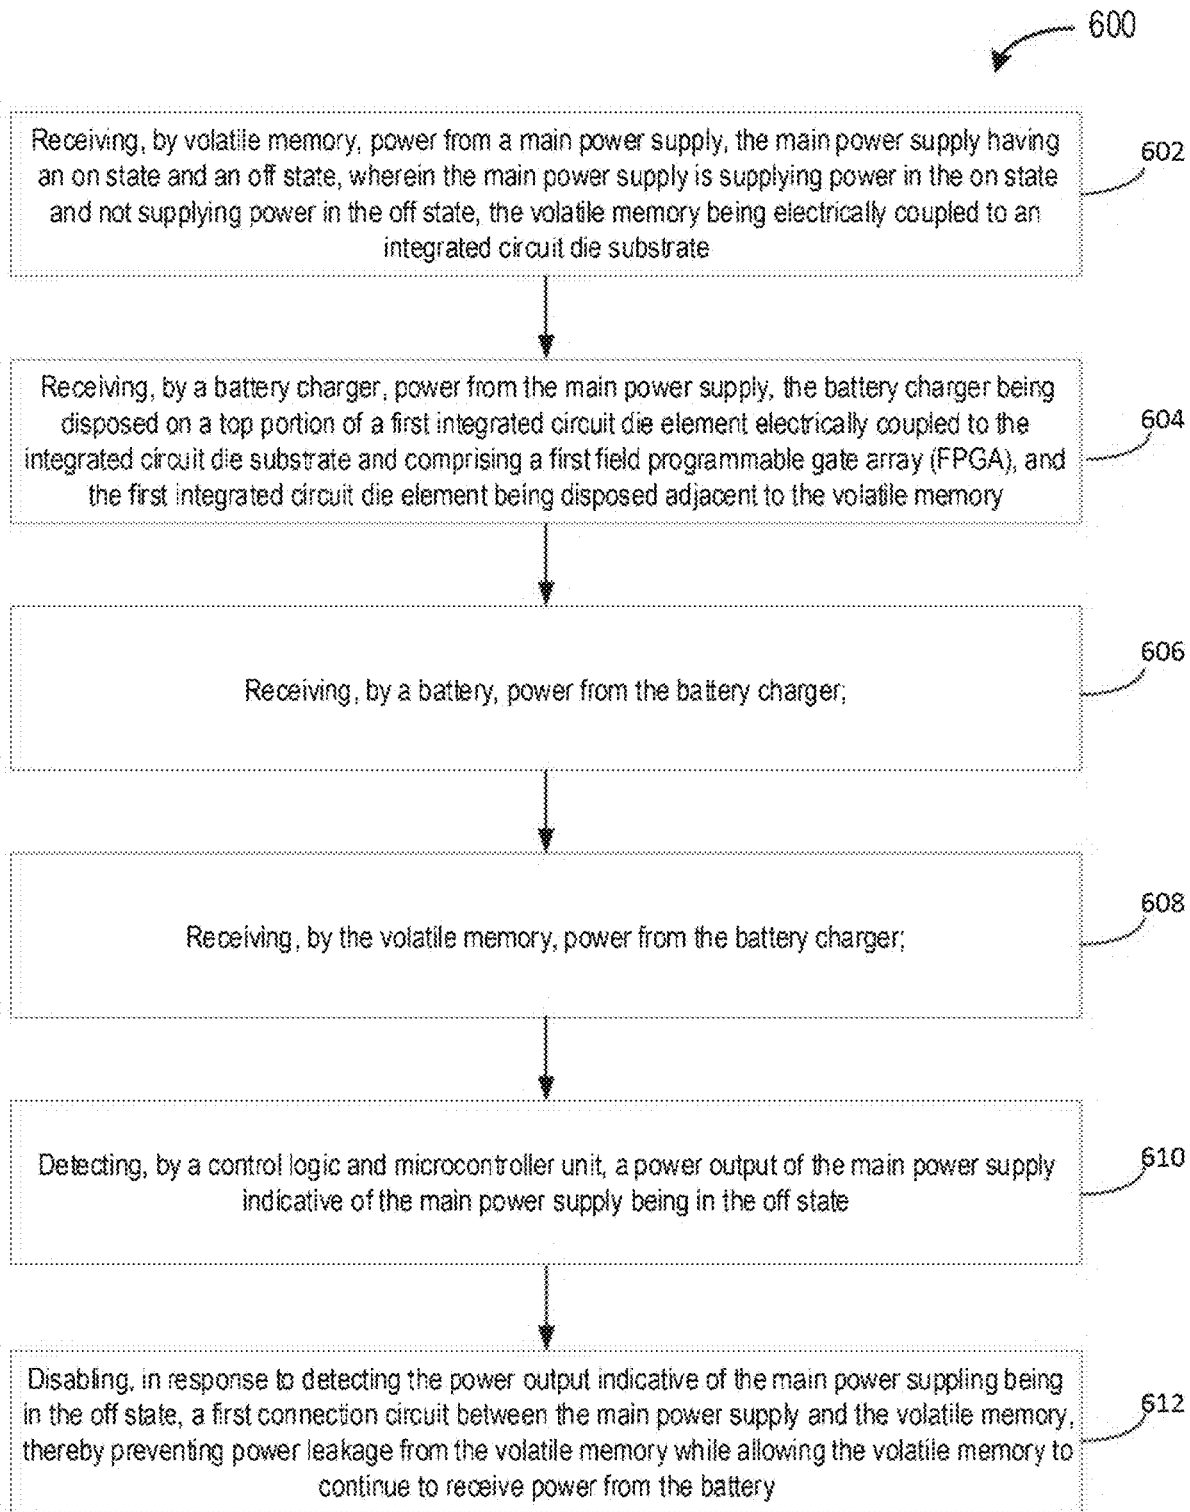 600
Receiving, by volatile memory, power from a main power supply, the main power supply having
an on state and an off state, wherein the main power supply is supplying power in the on state
and not supplying power in the off state, the volatile memory being electrically coupled to an
integrated circuit die substrate
602
Receiving, by a battery charger, power from the main power supply, the battery charger being
disposed on a top portion of a first integrated circuit die element electrically coupled to the
integrated circuit die substrate and comprising a first field programmable gate array (FPGA), and
the first integrated circuit die element being disposed adjacent to the volatile memory
604
Receiving, by a battery, power from the battery charger;
606
Receiving, by the volatile memory, power from the battery charger;
608
Detecting, by a control logic and microcontroller unit, a power output of the main power supply
indicative of the main power supply being in the off state
610
Disabling, in response to detecting the power output indicative of the main power suppling being
in the off state, a first connection circuit between the main power supply and the volatile memory,
thereby preventing power leakage from the volatile memory while allowing the volatile memory to
continue to receive power from the battery
612